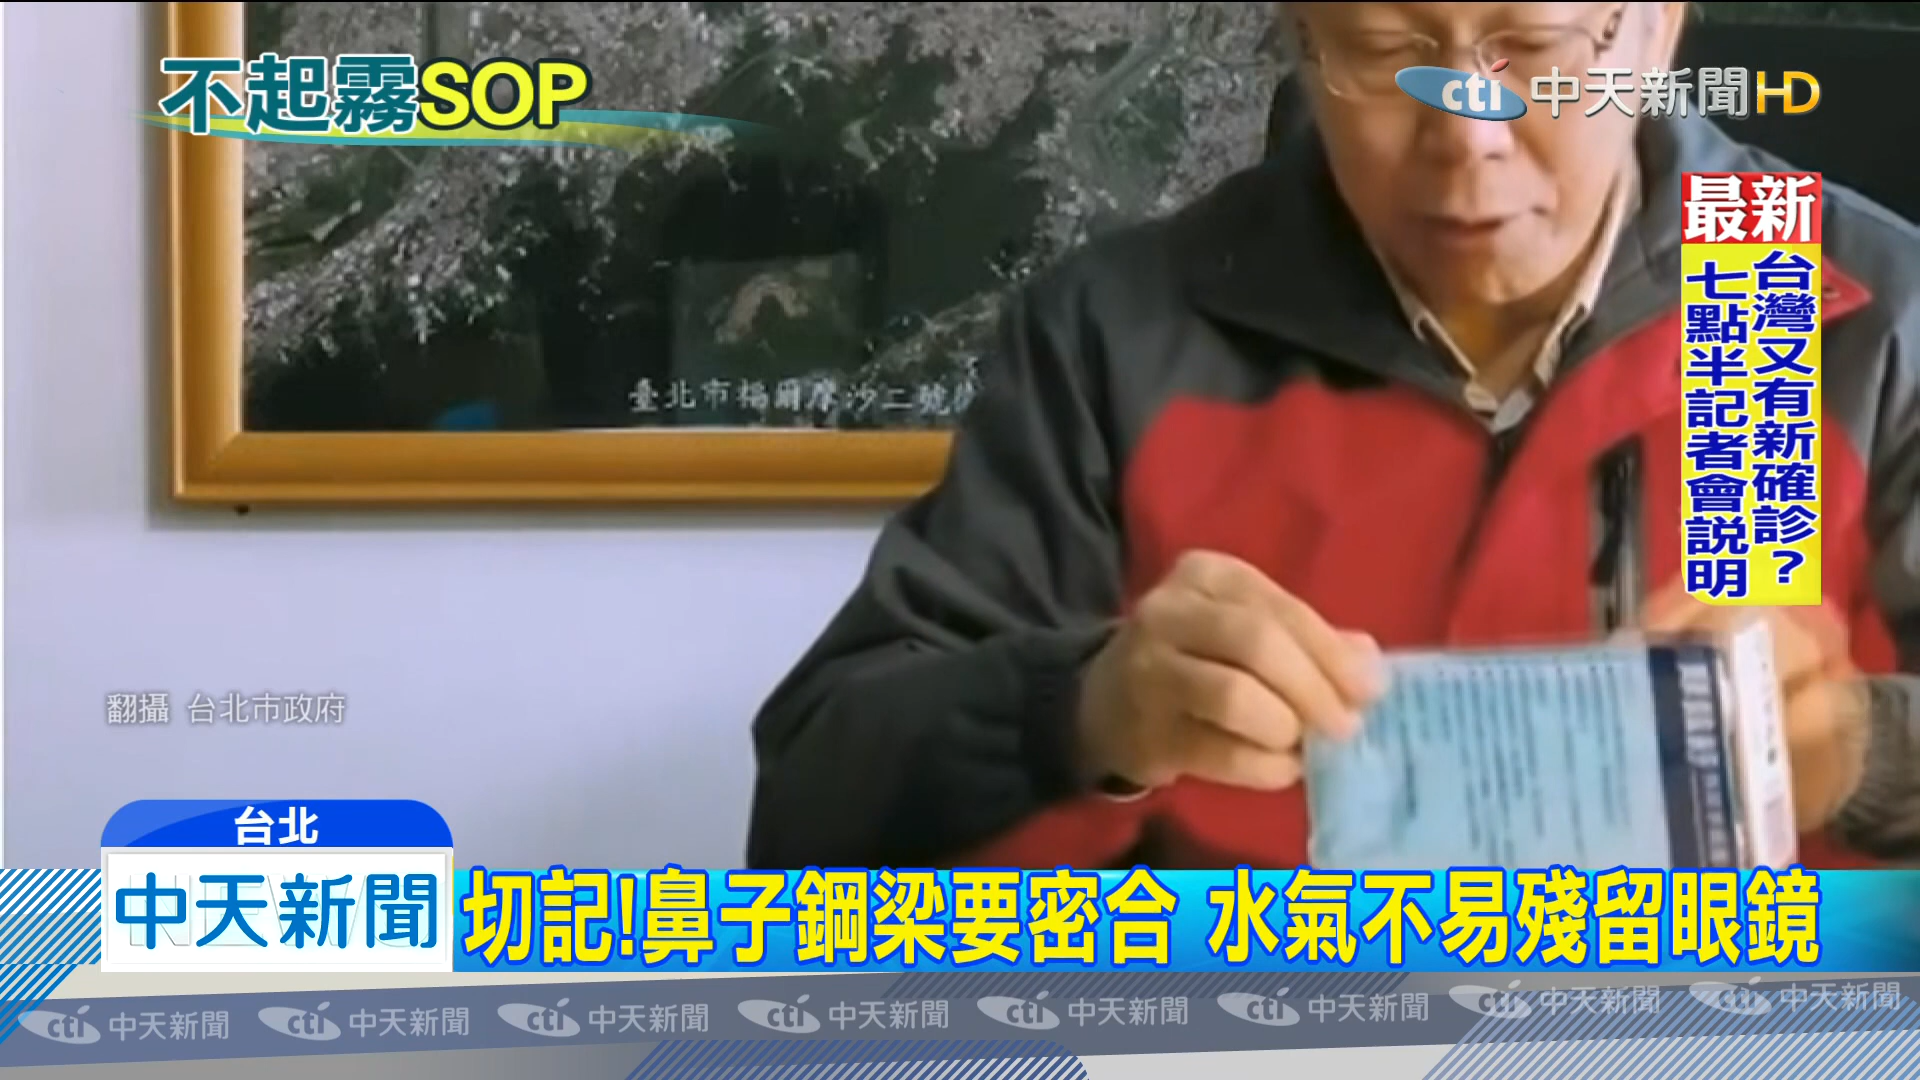 不起霧SOP
cti 中天新聞HD
最新
台灣又有新確診?
七點半記者會說明
臺北市福爾摩沙二號
翻攝 台北市政府
台北
中天新聞
切記!鼻子鋼梁要密合 水氣不易殘留眼鏡
cti 中天新聞 cti 中天新聞 cti 中天新聞 cti 中天新聞 cti 中天新聞 cti 中天新聞 cti 中天新聞 cti 中天新聞